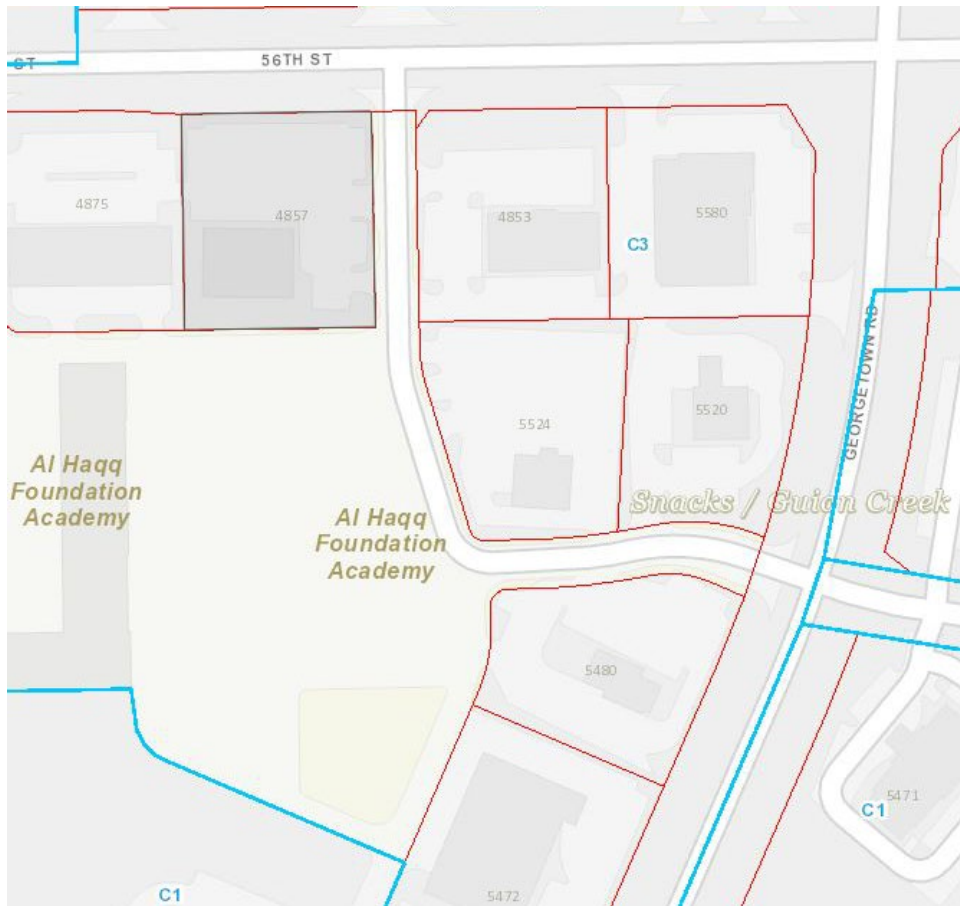 ST
56TH ST
4875
4857
4853
5580
C3
GEORGETOWN RD
5524
5520
Al Haqq
Foundation
Academy
Snacks / Guion Creek
Al Haqq
Foundation
Academy
5480
5471
C1
5472
C1